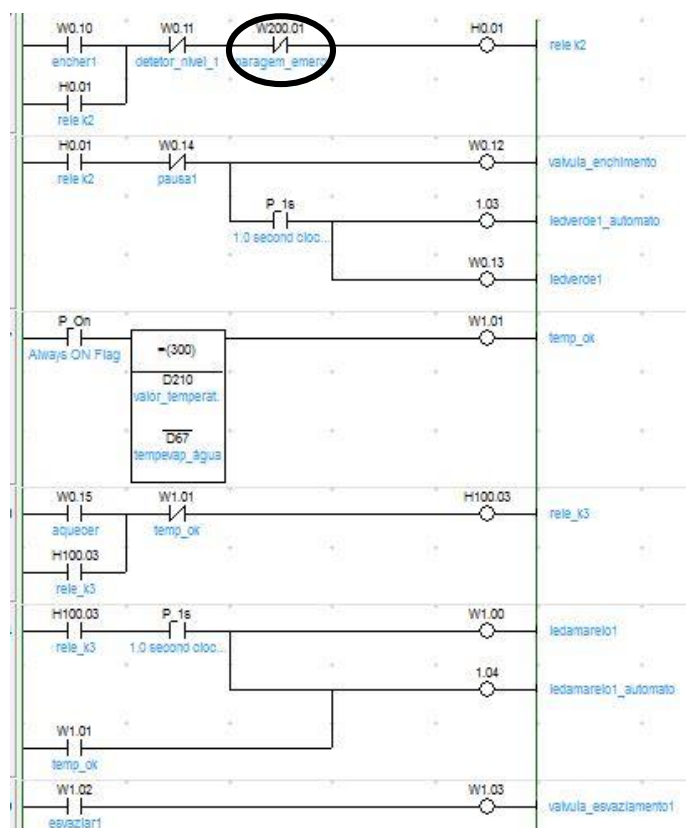 W0.10 W0.11 W200.01 H0.01
encher1 detetor_nivel_1 paragem_emerg rele k2
H0.01
rele k2
H0.01 W0.14 W0.12
rele k2 pausa1 valvula_enchimento
P_1s 1.03
1.0 second cloc... ledverde1_automato
W0.13
ledverde1
P_On W1.01
Always ON Flag =(300) temp_ok
D210
valor_temperat.
D67
tempevap_água
W0.15 W1.01 H100.03
aquecer temp_ok rele_k3
H100.03
rele_k3
H100.03 P_1s W1.00
rele_k3 1.0 second cloc... ledamarelo1
1.04
ledamarelo1_automato
W1.01
temp_ok
W1.02 W1.03
esvaziar1 valvula_esvaziamento1